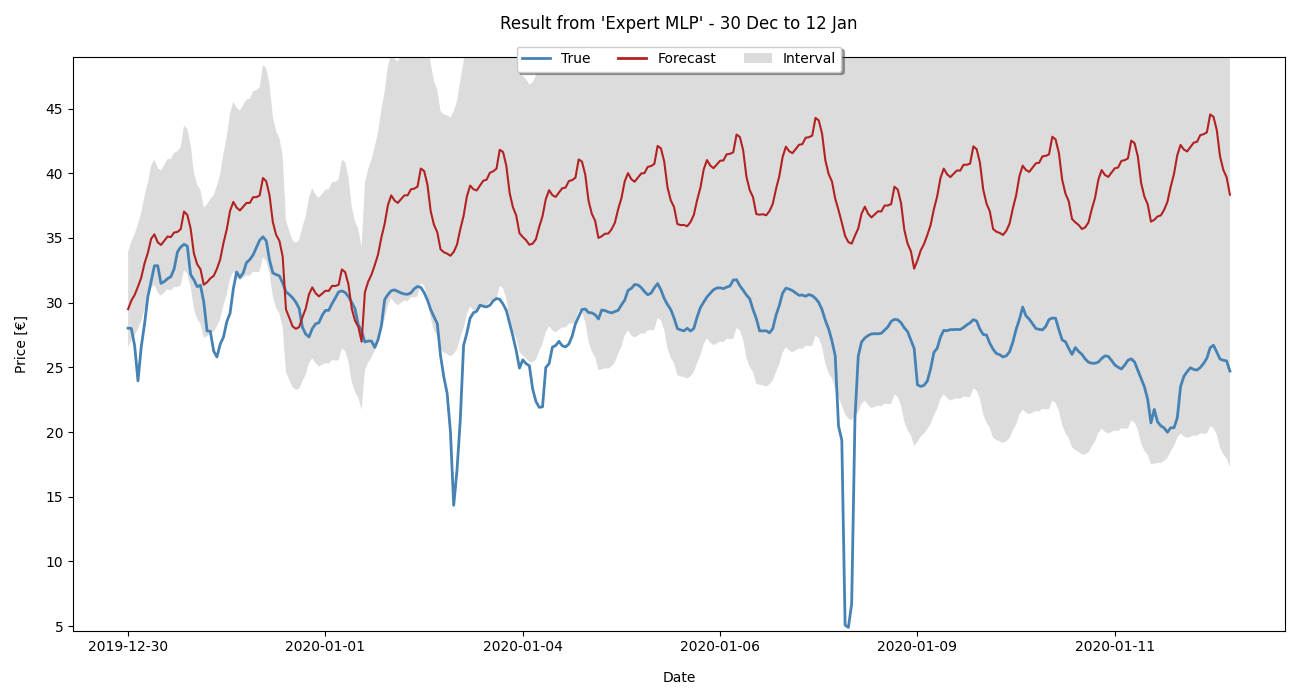 Result from 'Expert MLP' - 30 Dec to 12 Jan
True Forecast Interval
Price [€]
45
40
35
30
25
20
15
10
5
2019-12-30 2020-01-01 2020-01-04 2020-01-06 2020-01-09 2020-01-11
Date